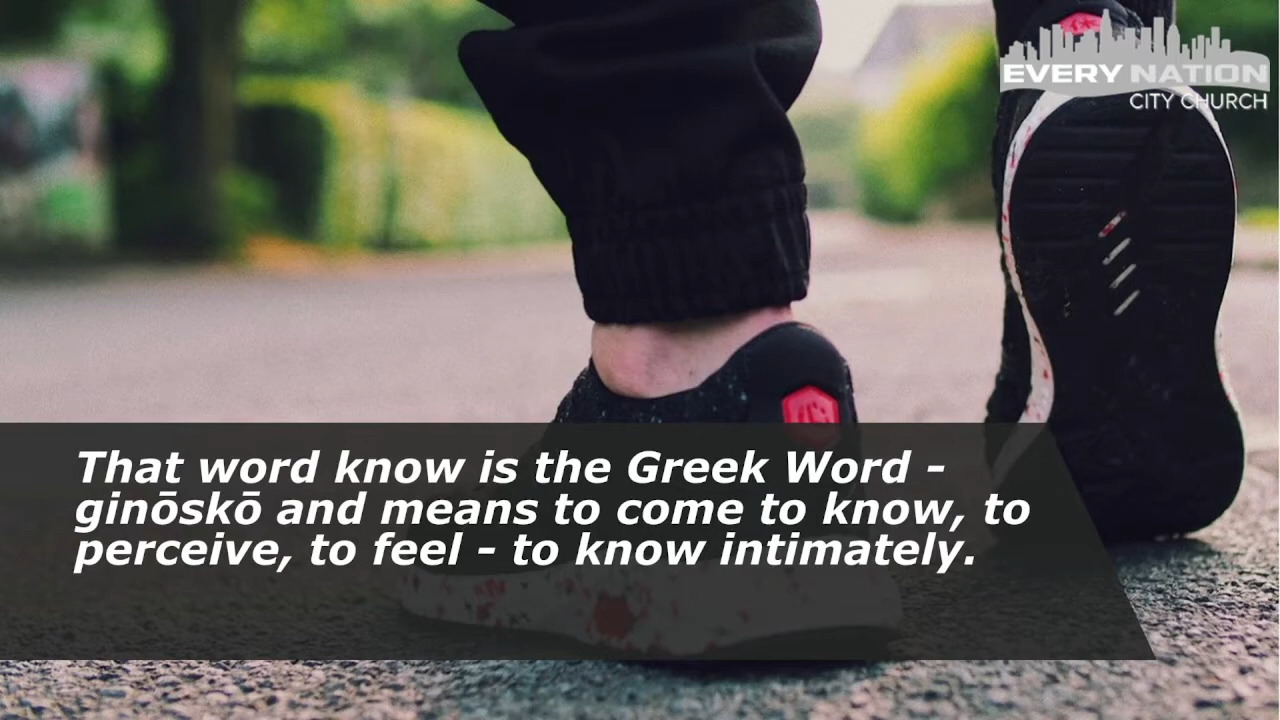 EVERY NATION
CITY CHURCH
That word know is the Greek Word -
ginōskō and means to come to know, to
perceive, to feel - to know intimately.